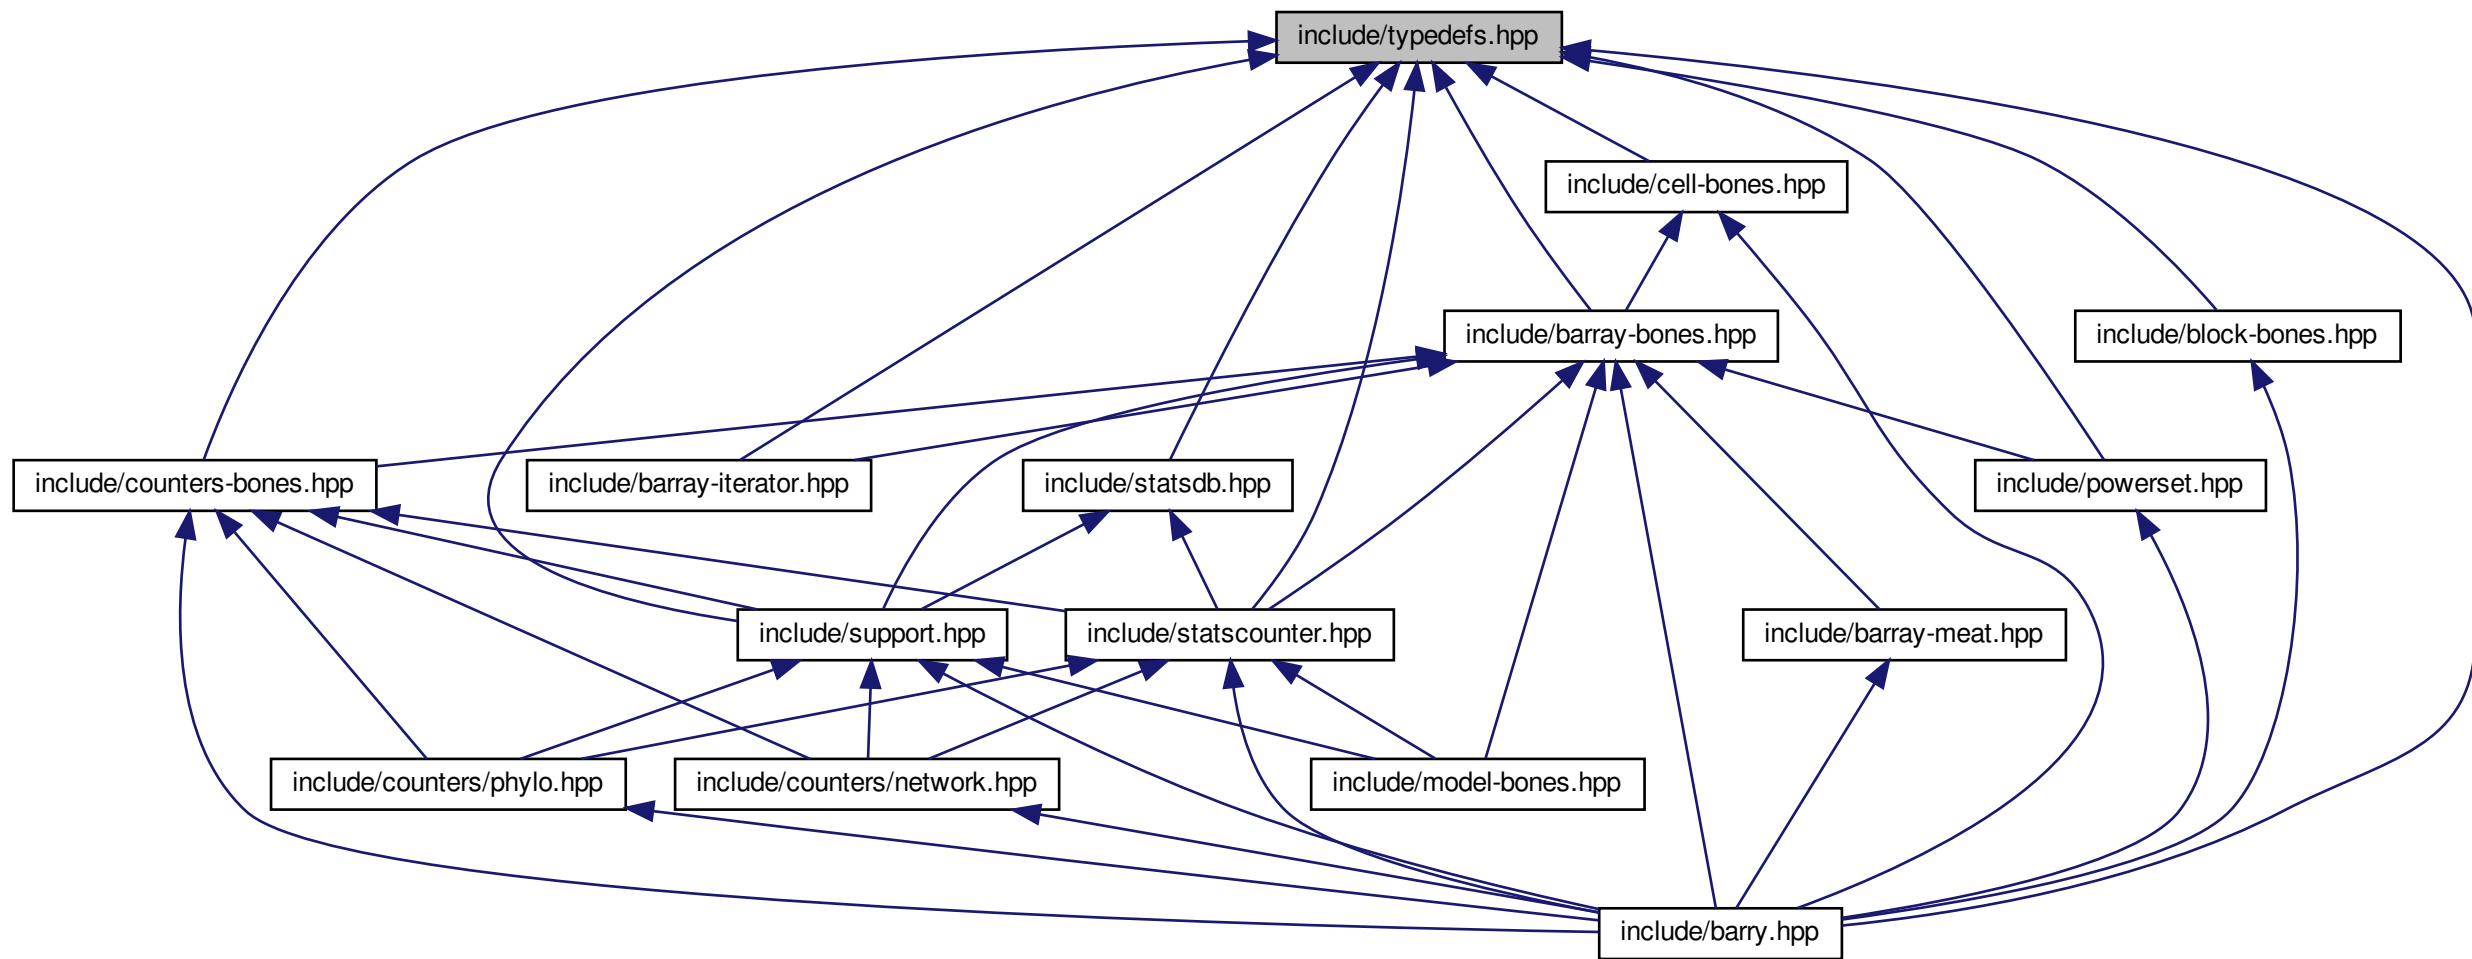 include/typedefs.hpp
include/cell-bones.hpp
include/barray-bones.hpp
include/block-bones.hpp
include/counters-bones.hpp
include/barray-iterator.hpp
include/statsdb.hpp
include/powerset.hpp
include/support.hpp
include/statscounter.hpp
include/barray-meat.hpp
include/counters/phylo.hpp
include/counters/network.hpp
include/model-bones.hpp
include/barry.hpp